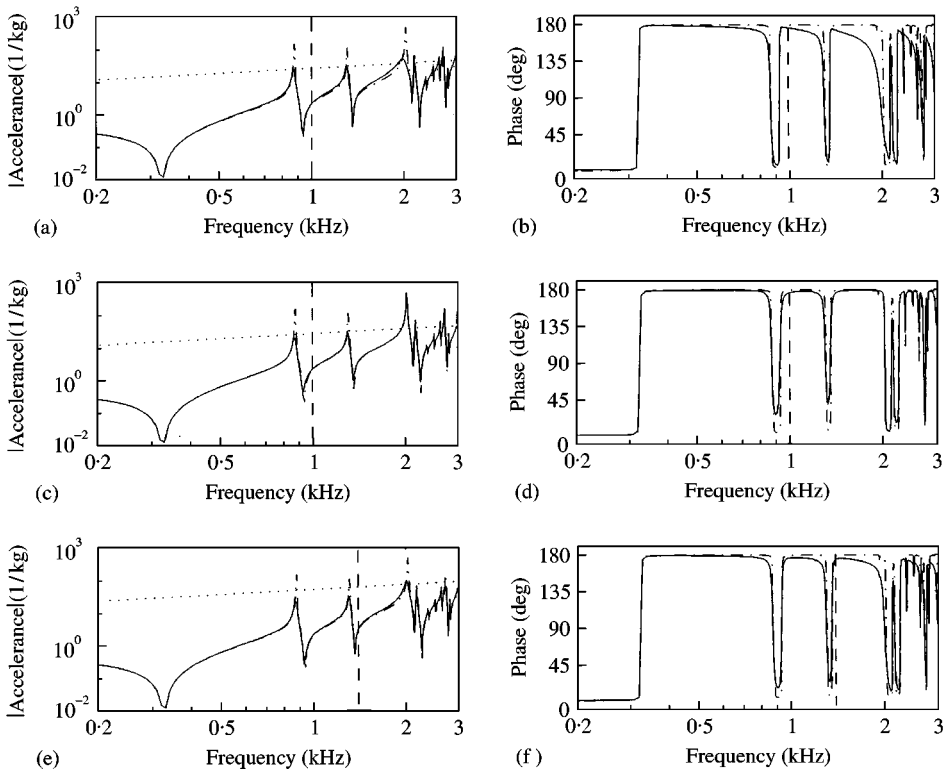 10³
10⁰
10⁻²
|Accelerance|(1/kg)
0·2 0·5 1 2 3
Frequency (kHz)
(a)
180
135
90
45
0
Phase (deg)
0·2 0·5 1 2 3
Frequency (kHz)
(b)
10³
10⁰
10⁻²
|Accelerance|(1/kg)
0·2 0·5 1 2 3
Frequency (kHz)
(c)
180
135
90
45
0
Phase (deg)
0·2 0·5 1 2 3
Frequency (kHz)
(d)
10³
10⁰
10⁻²
|Accelerance|(1/kg)
0·2 0·5 1 2 3
Frequency (kHz)
(e)
180
135
90
45
0
Phase (deg)
0·2 0·5 1 2 3
Frequency (kHz)
(f)